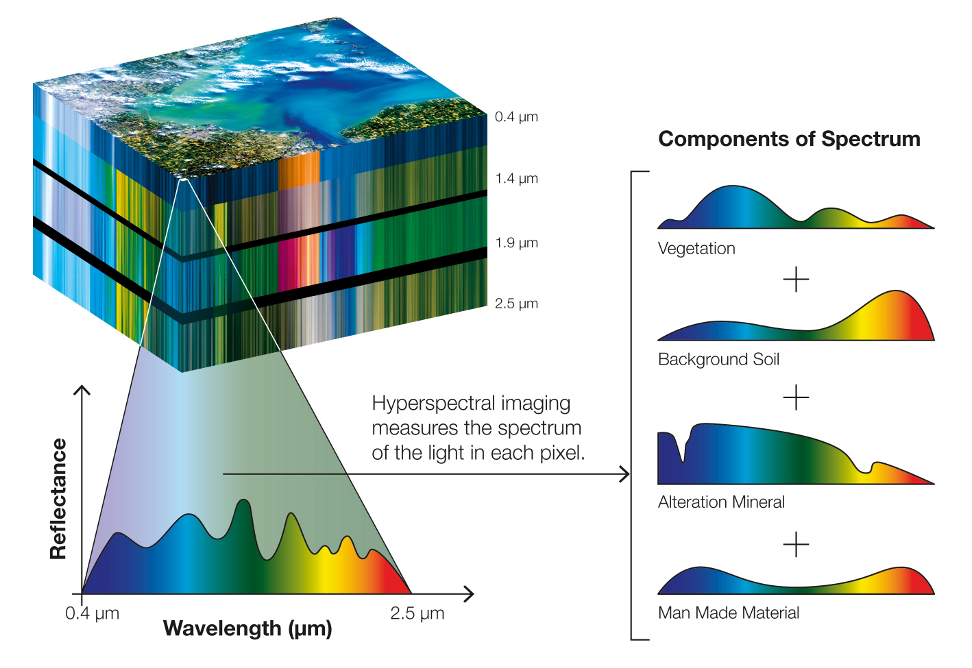 0.4 µm
1.4 µm
1.9 µm
2.5 µm
Components of Spectrum
Vegetation
+
Background Soil
+
Alteration Mineral
+
Man Made Material
Hyperspectral imaging
measures the spectrum
of the light in each pixel.
Reflectance
0.4 µm
2.5 µm
Wavelength (µm)